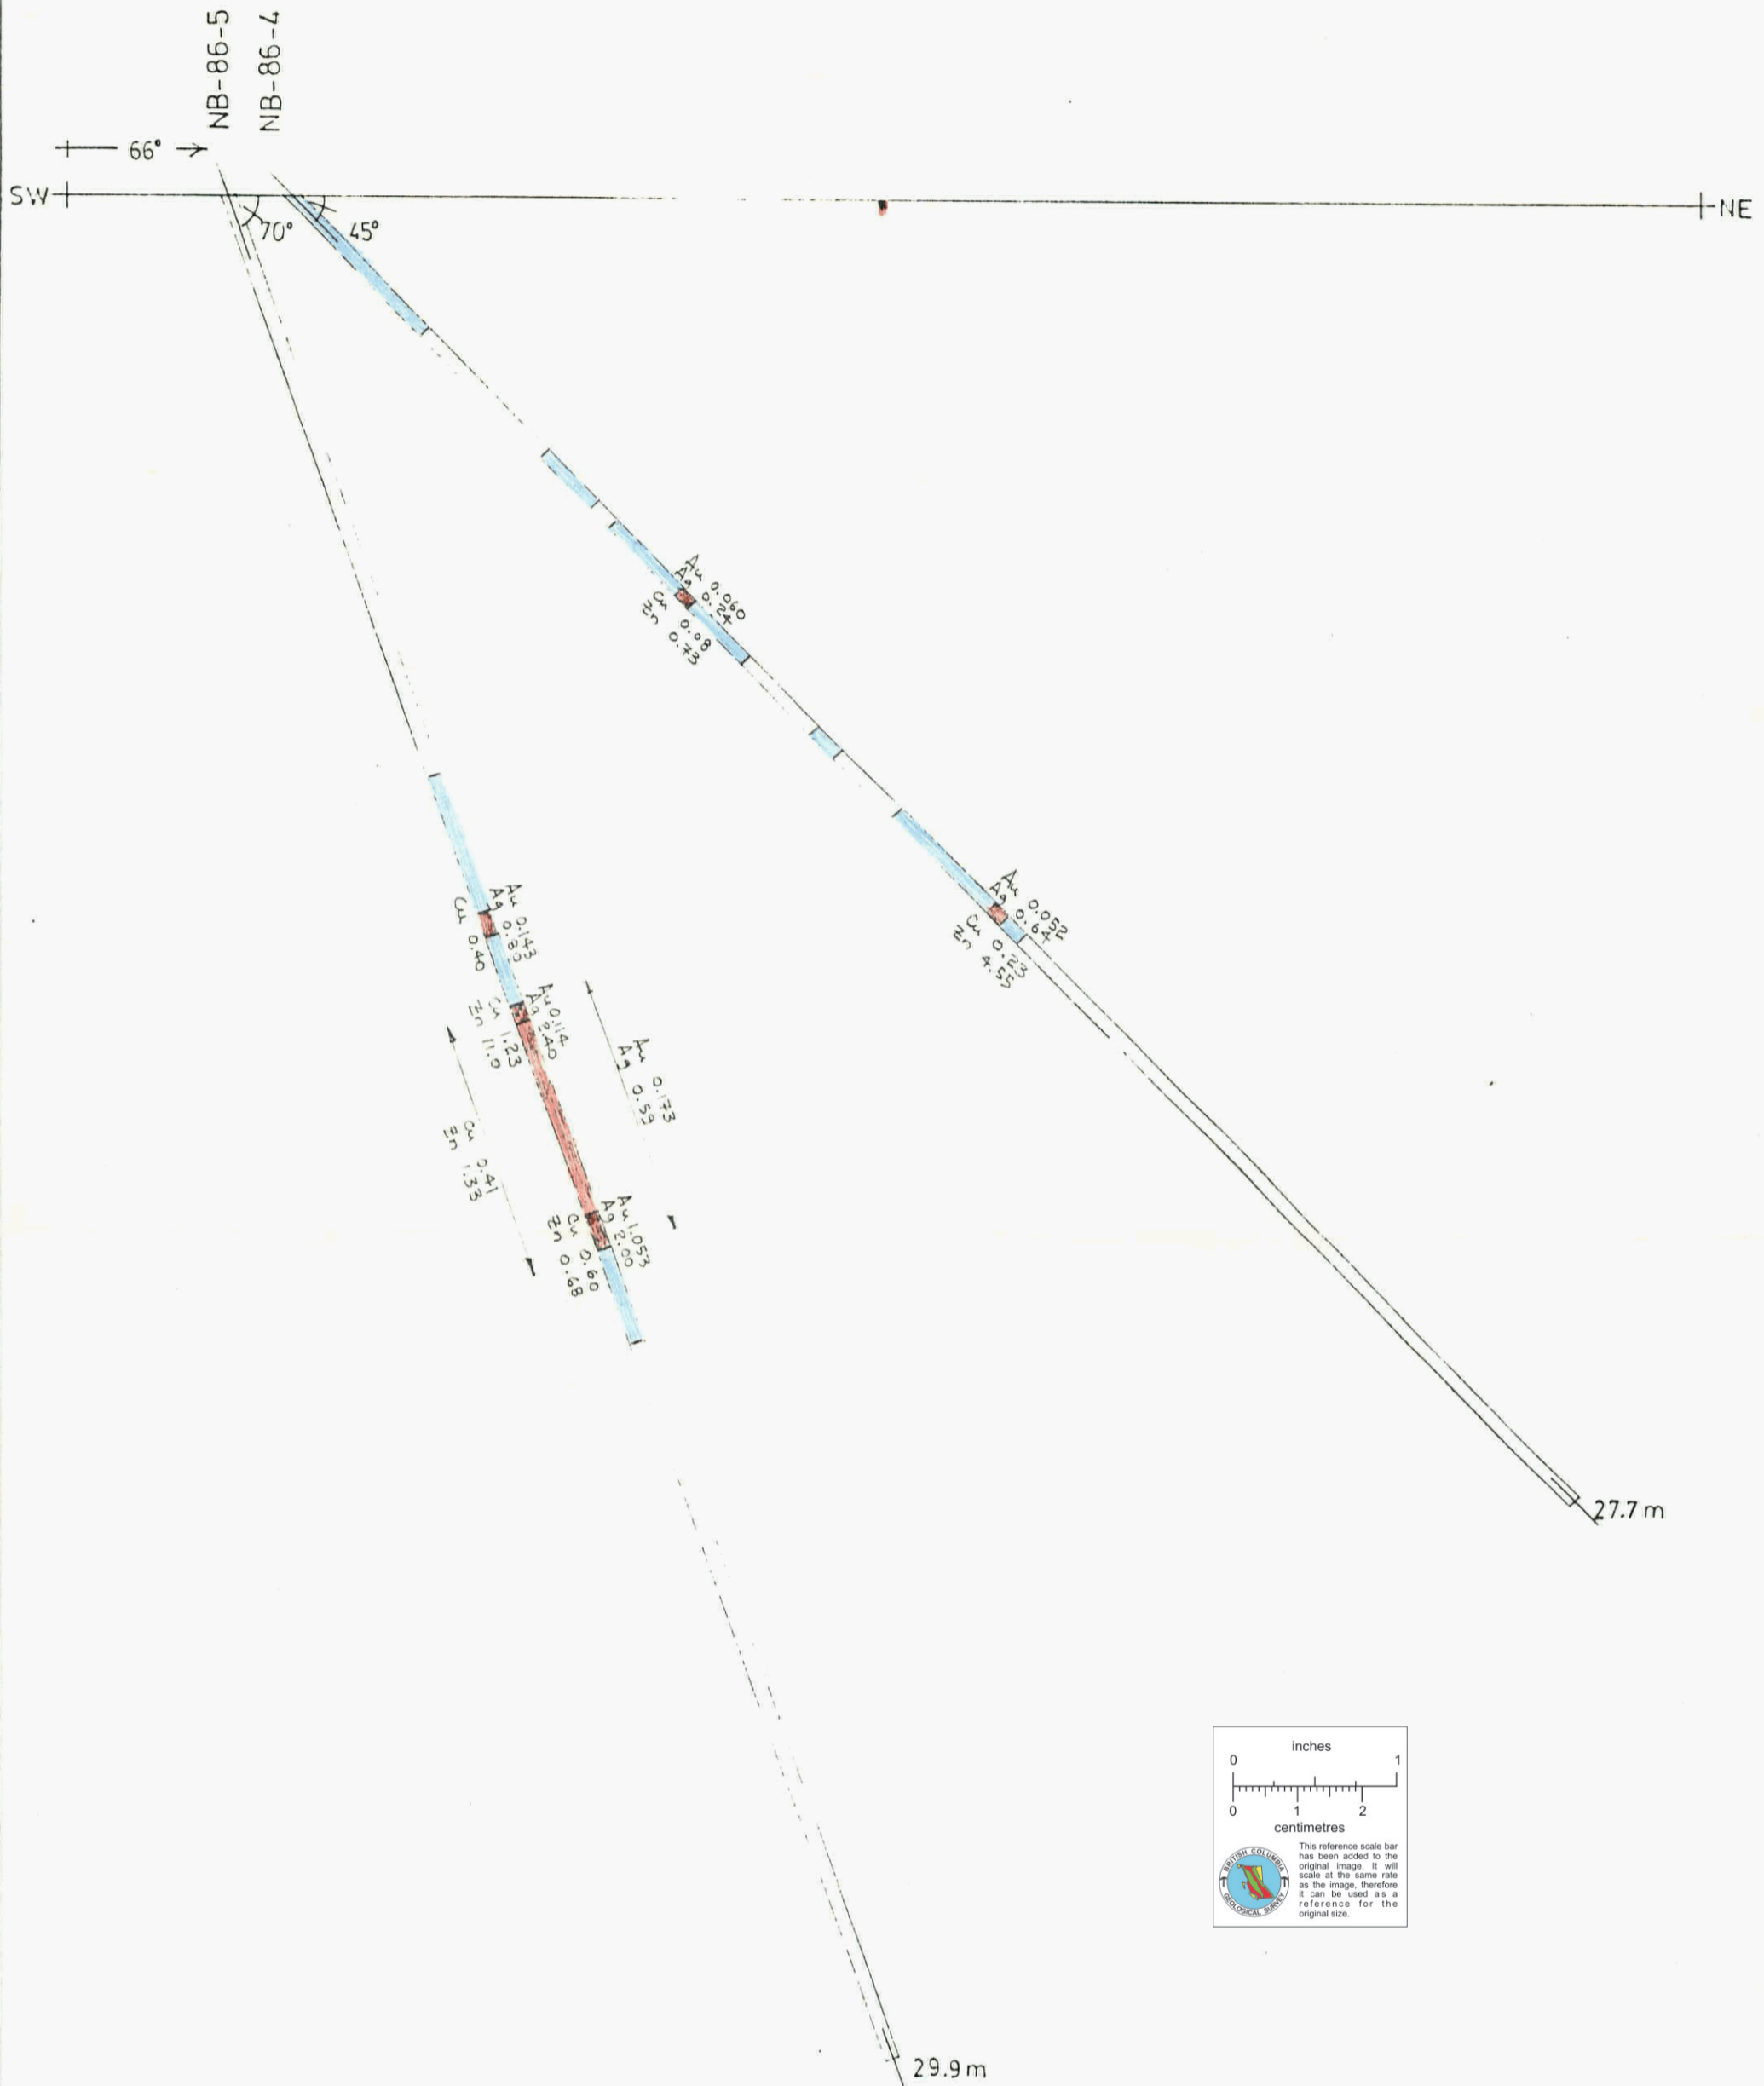 NB-86-5
NB-86-4
66°
SW
NE
70°
45°
Au 0.060
Ag 0.24
Cu 0.08
Zn 0.73
Au 0.052
Ag 0.64
Cu 0.23
Zn 4.55
Au 0.143
Ag 0.80
Cu 0.40
Au 0.114
Ag 2.40
Cu 1.23
Zn 11.0
Au 0.173
Ag 0.59
Cu 0.41
Zn 1.33
Au 1.053
Ag 2.00
Cu 0.60
Zn 0.68
27.7 m
29.9 m
inches
0 1
0 1 2
centimetres
This reference scale bar
has been added to the
original image. It will
scale at the same rate
as the image, therefore
it can be used as a
reference for the
original size.
BRITISH COLUMBIA
GEOLOGICAL SURVEY